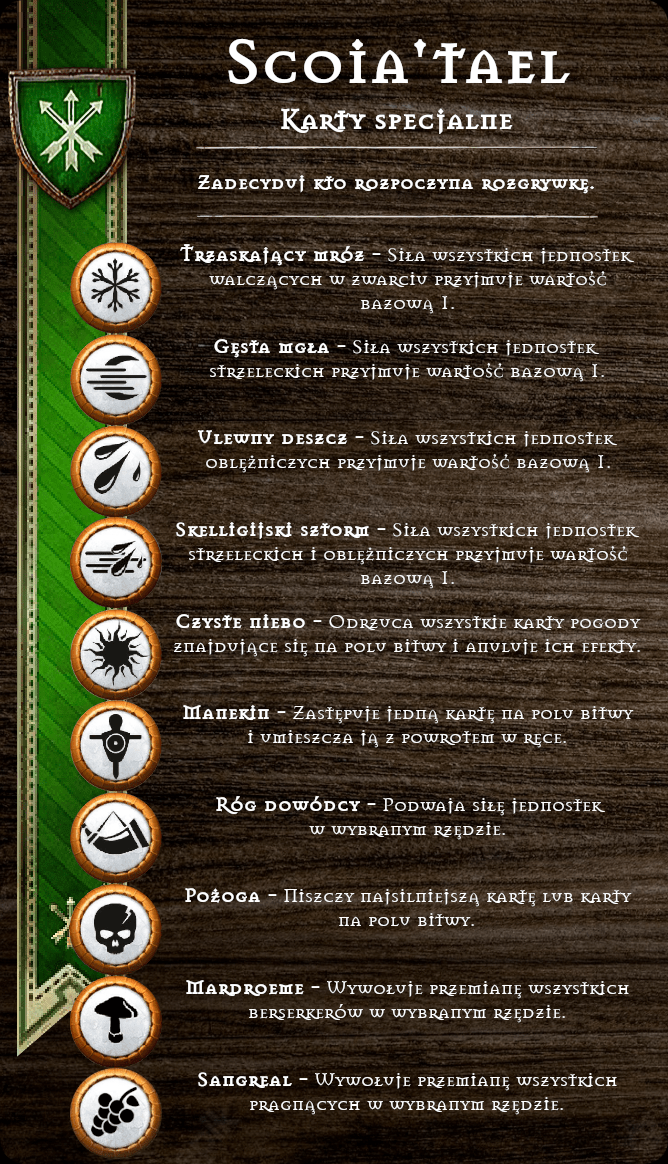 Scoia'tael
Karty specjalne
Zadecyduj kto rozpoczyna rozgrywkę.
Trzaskający mróz – Siła wszystkich jednostek
walczących w zwarciu przyjmuje wartość
bazową 1.
Gęsta mgła – Siła wszystkich jednostek
strzeleckich przyjmuje wartość bazową 1.
Ulewny deszcz – Siła wszystkich jednostek
oblężniczych przyjmuje wartość bazową 1.
Skelligijski sztorm – Siła wszystkich jednostek
strzeleckich i oblężniczych przyjmuje wartość
bazową 1.
Czyste niebo – Odrzuca wszystkie karty pogody
znajdujące się na polu bitwy i anuluje ich efekty.
Manekin – Zastępuje jedną kartę na polu bitwy
i umieszcza ją z powrotem w ręce.
Róg dowódcy – Podwaja siłę jednostek
w wybranym rzędzie.
Pożoga – Niszczy najsilniejszą kartę lub karty
na polu bitwy.
Mardroeme – Wywołuje przemianę wszystkich
berserkerów w wybranym rzędzie.
Sangreal – Wywołuje przemianę wszystkich
pragnących w wybranym rzędzie.